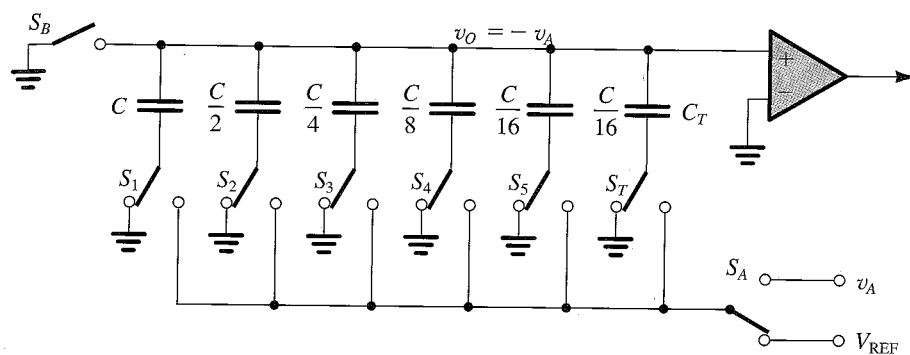 S_B
v_O = − v_A
+
−
C
C/2
C/4
C/8
C/16
C/16
C_T
S_1
S_2
S_3
S_4
S_5
S_T
S_A
v_A
V_REF